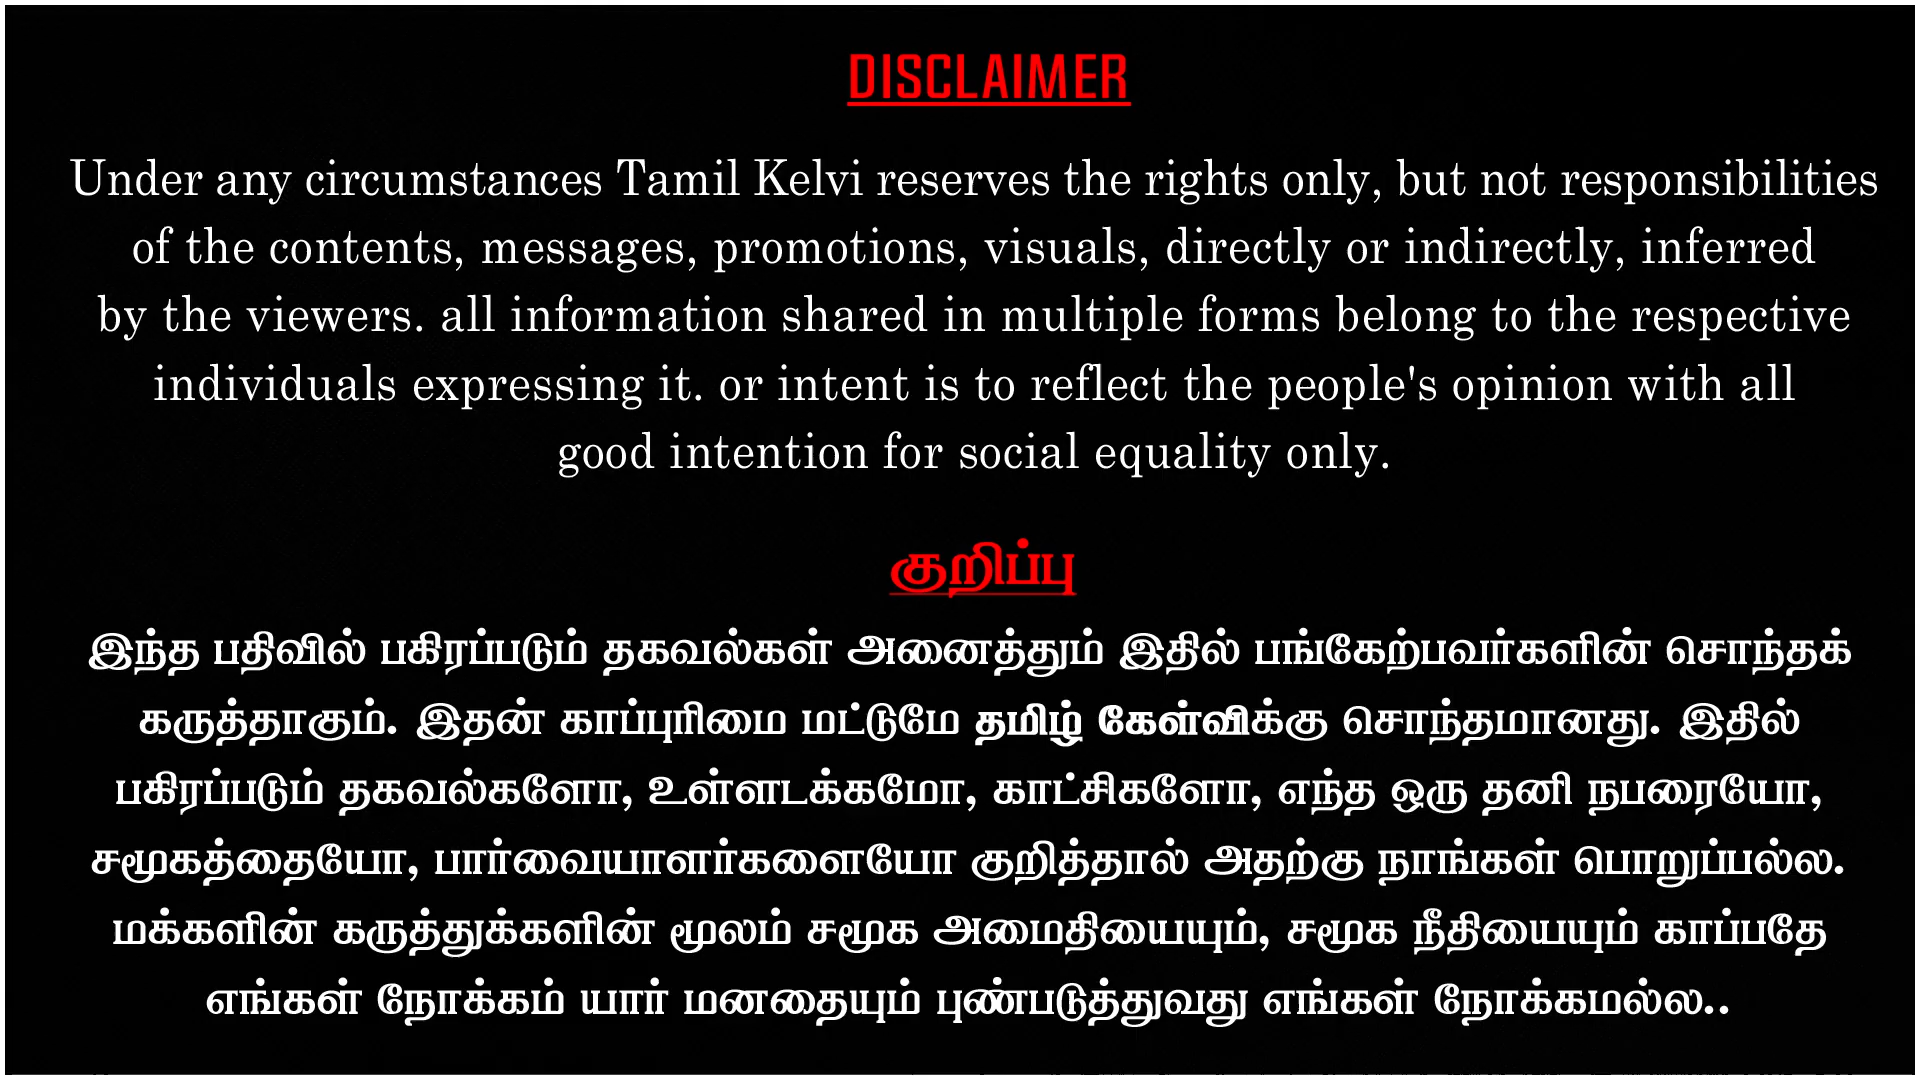 DISCLAIMER
Under any circumstances Tamil Kelvi reserves the rights only, but not responsibilities
of the contents, messages, promotions, visuals, directly or indirectly, inferred
by the viewers. all information shared in multiple forms belong to the respective
individuals expressing it. or intent is to reflect the people's opinion with all
good intention for social equality only.
குறிப்பு
இந்த பதிவில் பகிரப்படும் தகவல்கள் அனைத்தும் இதில் பங்கேற்பவர்களின் சொந்தக்
கருத்தாகும். இதன் காப்புரிமை மட்டுமே தமிழ் கேள்விக்கு சொந்தமானது. இதில்
பகிரப்படும் தகவல்களோ, உள்ளடக்கமோ, காட்சிகளோ, எந்த ஒரு தனி நபரையோ,
சமூகத்தையோ, பார்வையாளர்களையோ குறித்தால் அதற்கு நாங்கள் பொறுப்பல்ல.
மக்களின் கருத்துக்களின் மூலம் சமூக அமைதியையும், சமூக நீதியையும் காப்பதே
எங்கள் நோக்கம் யார் மனதையும் புண்படுத்துவது எங்கள் நோக்கமல்ல..